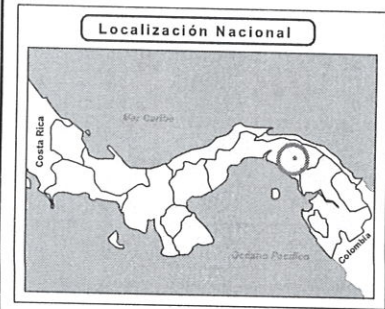 Localización Nacional
Mar Caribe
Costa Rica
Océano Pacífico
Colombia